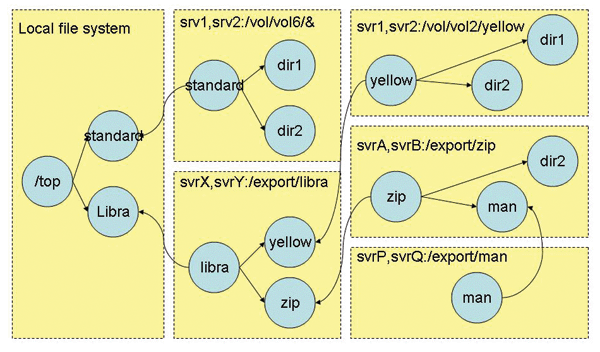 Local file system
/top
standard
Libra
srv1,srv2:/vol/vol6/&
standard
dir1
dir2
svrX,svrY:/export/libra
libra
yellow
zip
svr1,svr2:/vol/vol2/yellow
yellow
dir1
dir2
svrA,svrB:/export/zip
zip
dir2
man
svrP,svrQ:/export/man
man